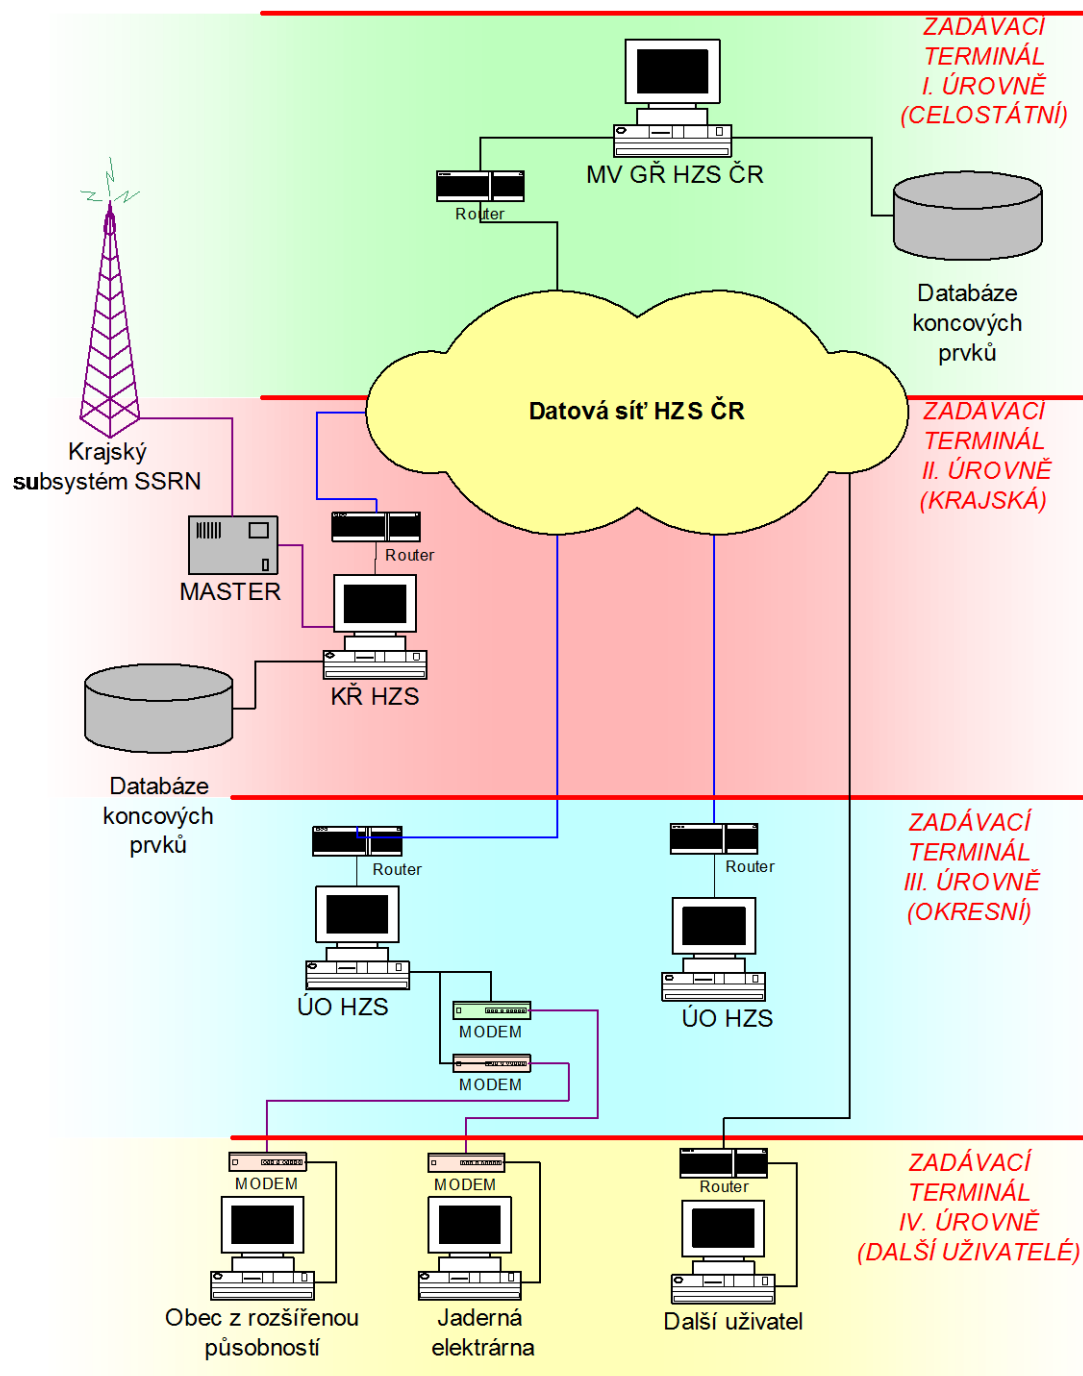 ZADÁVACÍ
TERMINÁL
I. ÚROVNĚ
(CELOSTÁTNÍ)
MV GŘ HZS ČR
Router
Databáze
koncových
prvků
Datová síť HZS ČR
ZADÁVACÍ
TERMINÁL
II. ÚROVNĚ
(KRAJSKÁ)
Krajský
subsystém SSRN
Router
MASTER
KŘ HZS
Databáze
koncových
prvků
ZADÁVACÍ
TERMINÁL
III. ÚROVNĚ
(OKRESNÍ)
Router
Router
ÚO HZS
ÚO HZS
MODEM
MODEM
ZADÁVACÍ
TERMINÁL
IV. ÚROVNĚ
(DALŠÍ UŽIVATELÉ)
MODEM
MODEM
Router
Obec z rozšířenou
působností
Jaderná
elektrárna
Další uživatel